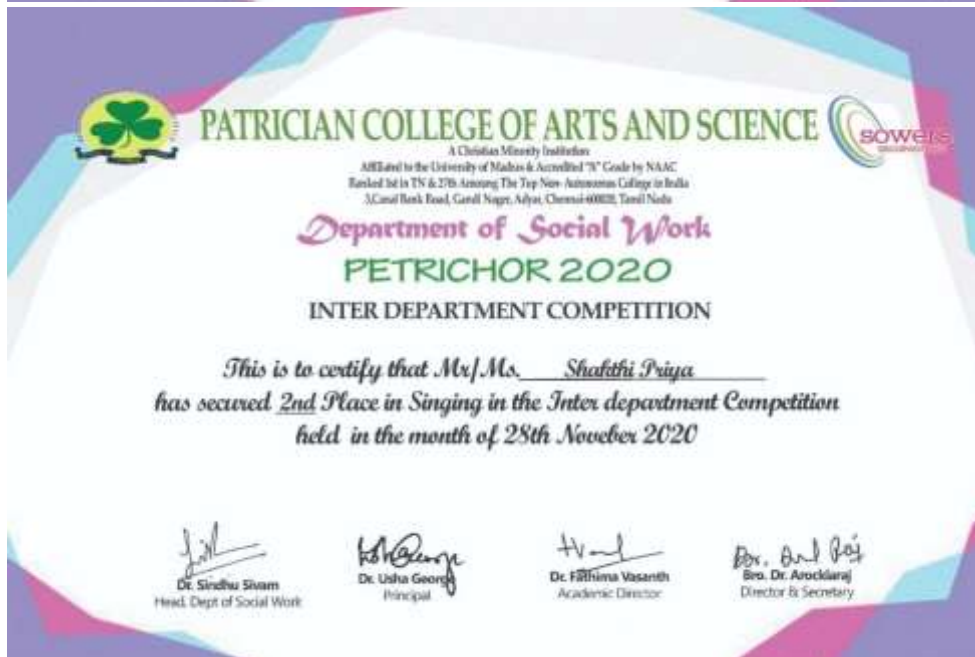 PATRICIAN COLLEGE OF ARTS AND SCIENCE
sowers
A Christian Minority Institution
Affiliated to the University of Madras & Accredited "A" Grade by NAAC
Ranked 1st in TN & 27th Amoung The Top Non- Autonomous College in India
3,Canal Bank Road, Gandi Nagar, Adyar, Chennai-600020, Tamil Nadu
Department of Social Work
PETRICHOR 2020
INTER DEPARTMENT COMPETITION
This is to certify that Mr/Ms. Shakthi Priya
has secured 2nd Place in Singing in the Inter department Competition
held in the month of 28th Noveber 2020
Dr. Sindhu Sivam
Head, Dept of Social Work
Dr. Usha George
Principal
Dr. Fathima Vasanth
Academic Director
Bro. Dr. Arockiaraj
Director & Secretary